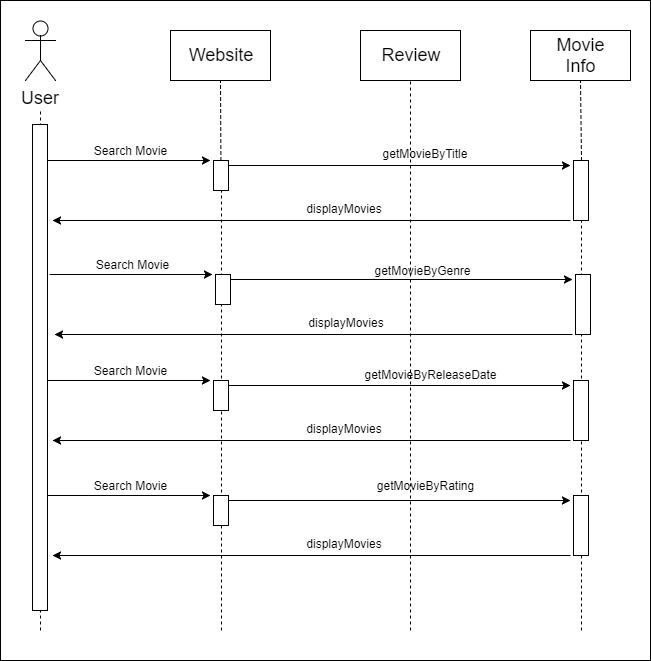 User
Website
Review
Movie
Info
Search Movie
getMovieByTitle
displayMovies
Search Movie
getMovieByGenre
displayMovies
Search Movie
getMovieByReleaseDate
displayMovies
Search Movie
getMovieByRating
displayMovies